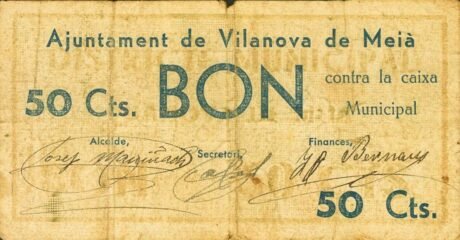 Ajuntament de Vilanova de Meià
50 Cts. BON contra la caixa
Municipal
Alcalde, Secretari, Finances,
50 Cts.